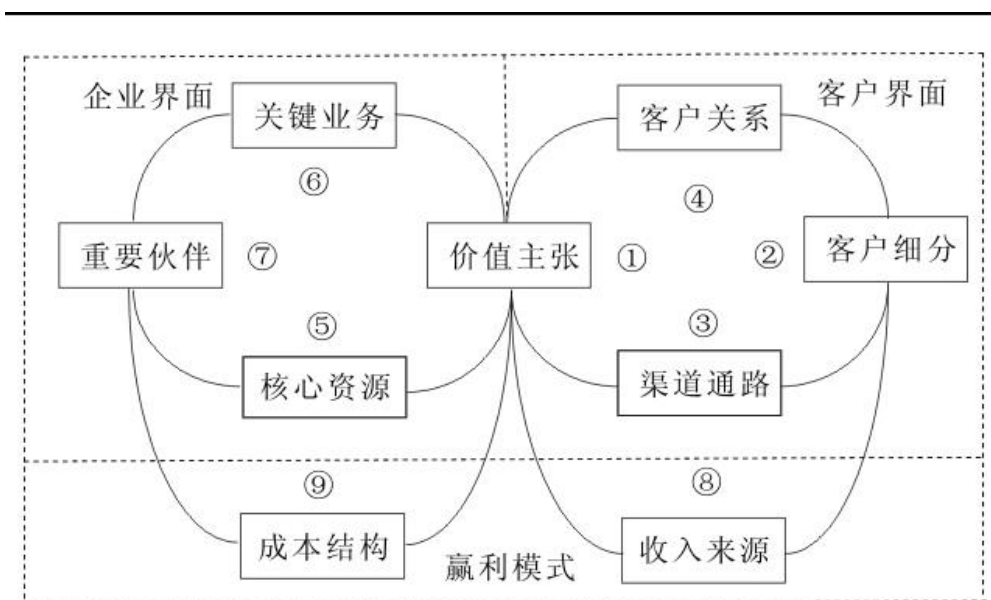 企业界面
关键业务
客户关系
客户界面
⑥
④
重要伙伴
⑦
价值主张
①
②
客户细分
⑤
③
核心资源
渠道通路
⑨
⑧
成本结构
赢利模式
收入来源